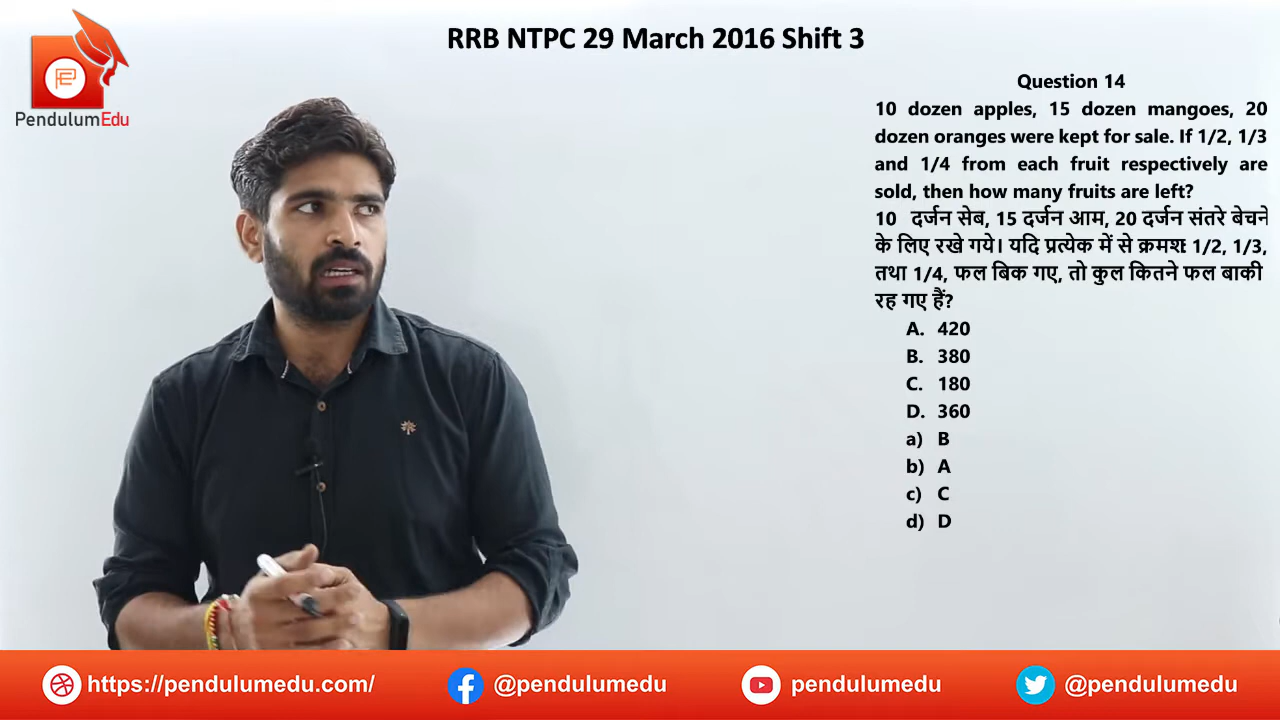 RRB NTPC 29 March 2016 Shift 3
PendulumEdu
Question 14
10 dozen apples, 15 dozen mangoes, 20
dozen oranges were kept for sale. If 1/2, 1/3
and 1/4 from each fruit respectively are
sold, then how many fruits are left?
10 दर्जन सेब, 15 दर्जन आम, 20 दर्जन संतरे बेचने
के लिए रखे गये। यदि प्रत्येक में से क्रमश: 1/2, 1/3,
तथा 1/4, फल बिक गए, तो कुल कितने फल बाकी
रह गए हैं?
A. 420
B. 380
C. 180
D. 360
a) B
b) A
c) C
d) D
https://pendulumedu.com/ @pendulumedu pendulumedu @pendulumedu